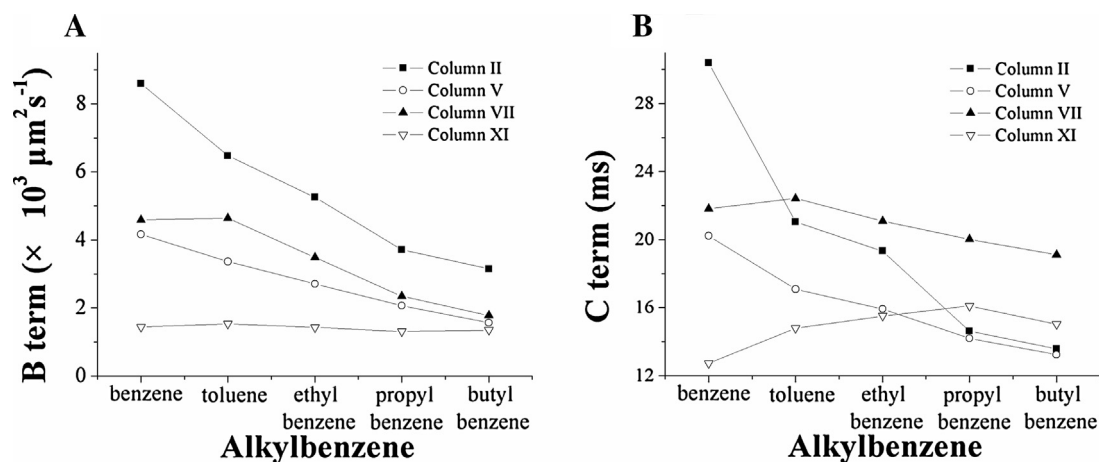 A
B term (× 10³ μm²s⁻¹)
8
6
4
2
0
Column II
Column V
Column VII
Column XI
benzene
toluene
ethyl
benzene
propyl
benzene
butyl
benzene
Alkylbenzene
B
C term (ms)
28
24
20
16
12
Column II
Column V
Column VII
Column XI
benzene
toluene
ethyl
benzene
propyl
benzene
butyl
benzene
Alkylbenzene